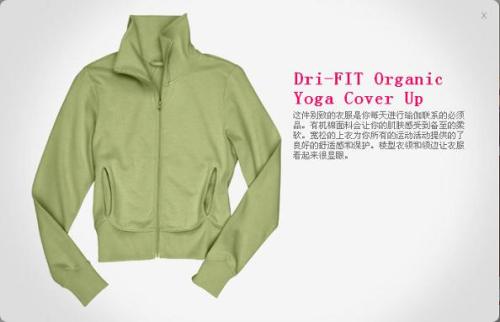 X
Dri-FIT Organic
Yoga Cover Up
这件别致的衣服是你每天进行瑜伽联系的必须
品。有机棉面料会让你的肌肤感受到备至的柔
软。宽松的上衣为你所有的运动活动提供的了
良好的舒适感和保护。棱型衣领和领边让衣服
看起来很显眼。